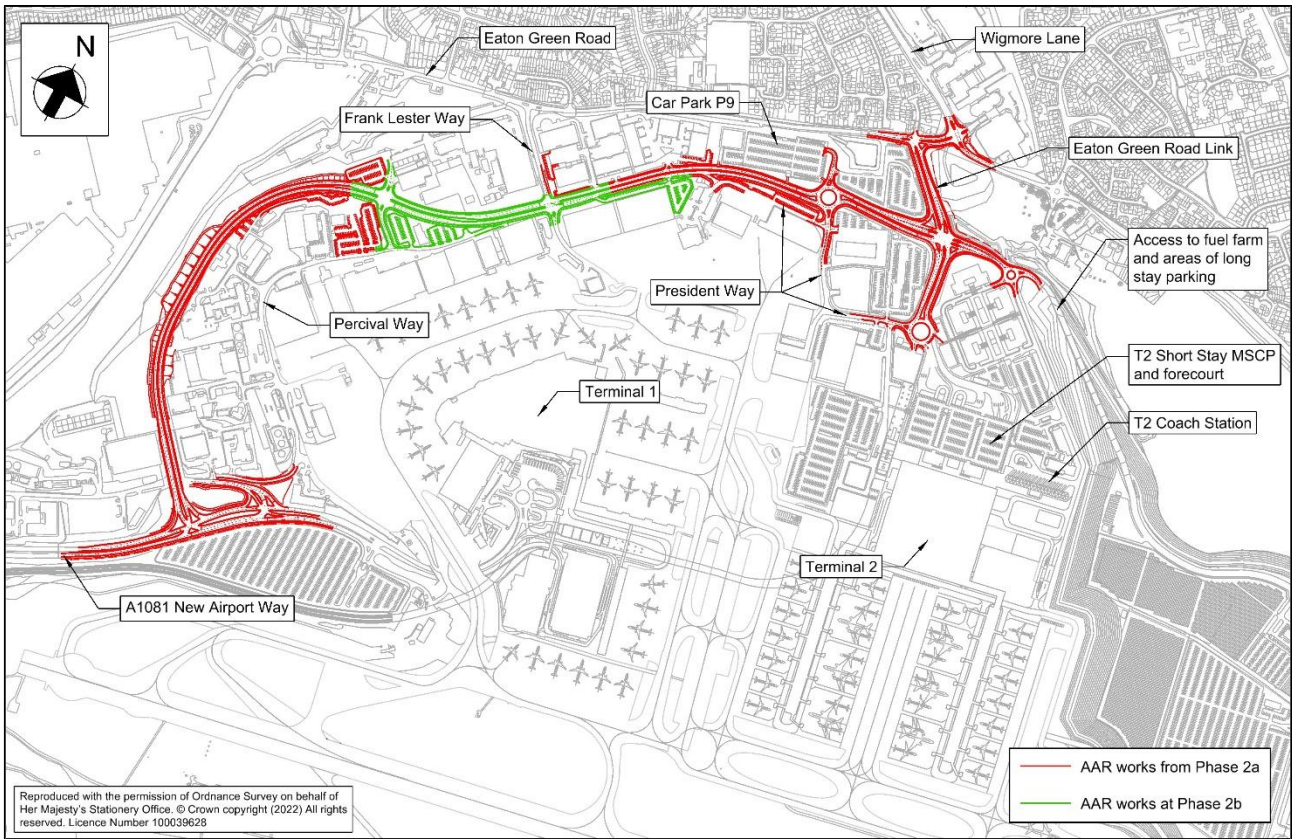 N
Eaton Green Road
Wigmore Lane
Car Park P9
Frank Lester Way
Eaton Green Road Link
Access to fuel farm
and areas of long
stay parking
President Way
Percival Way
T2 Short Stay MSCP
and forecourt
Terminal 1
T2 Coach Station
Terminal 2
A1081 New Airport Way
AAR works from Phase 2a
AAR works at Phase 2b
Reproduced with the permission of Ordnance Survey on behalf of
Her Majesty's Stationery Office. © Crown copyright (2022) All rights
reserved. Licence Number 100039628